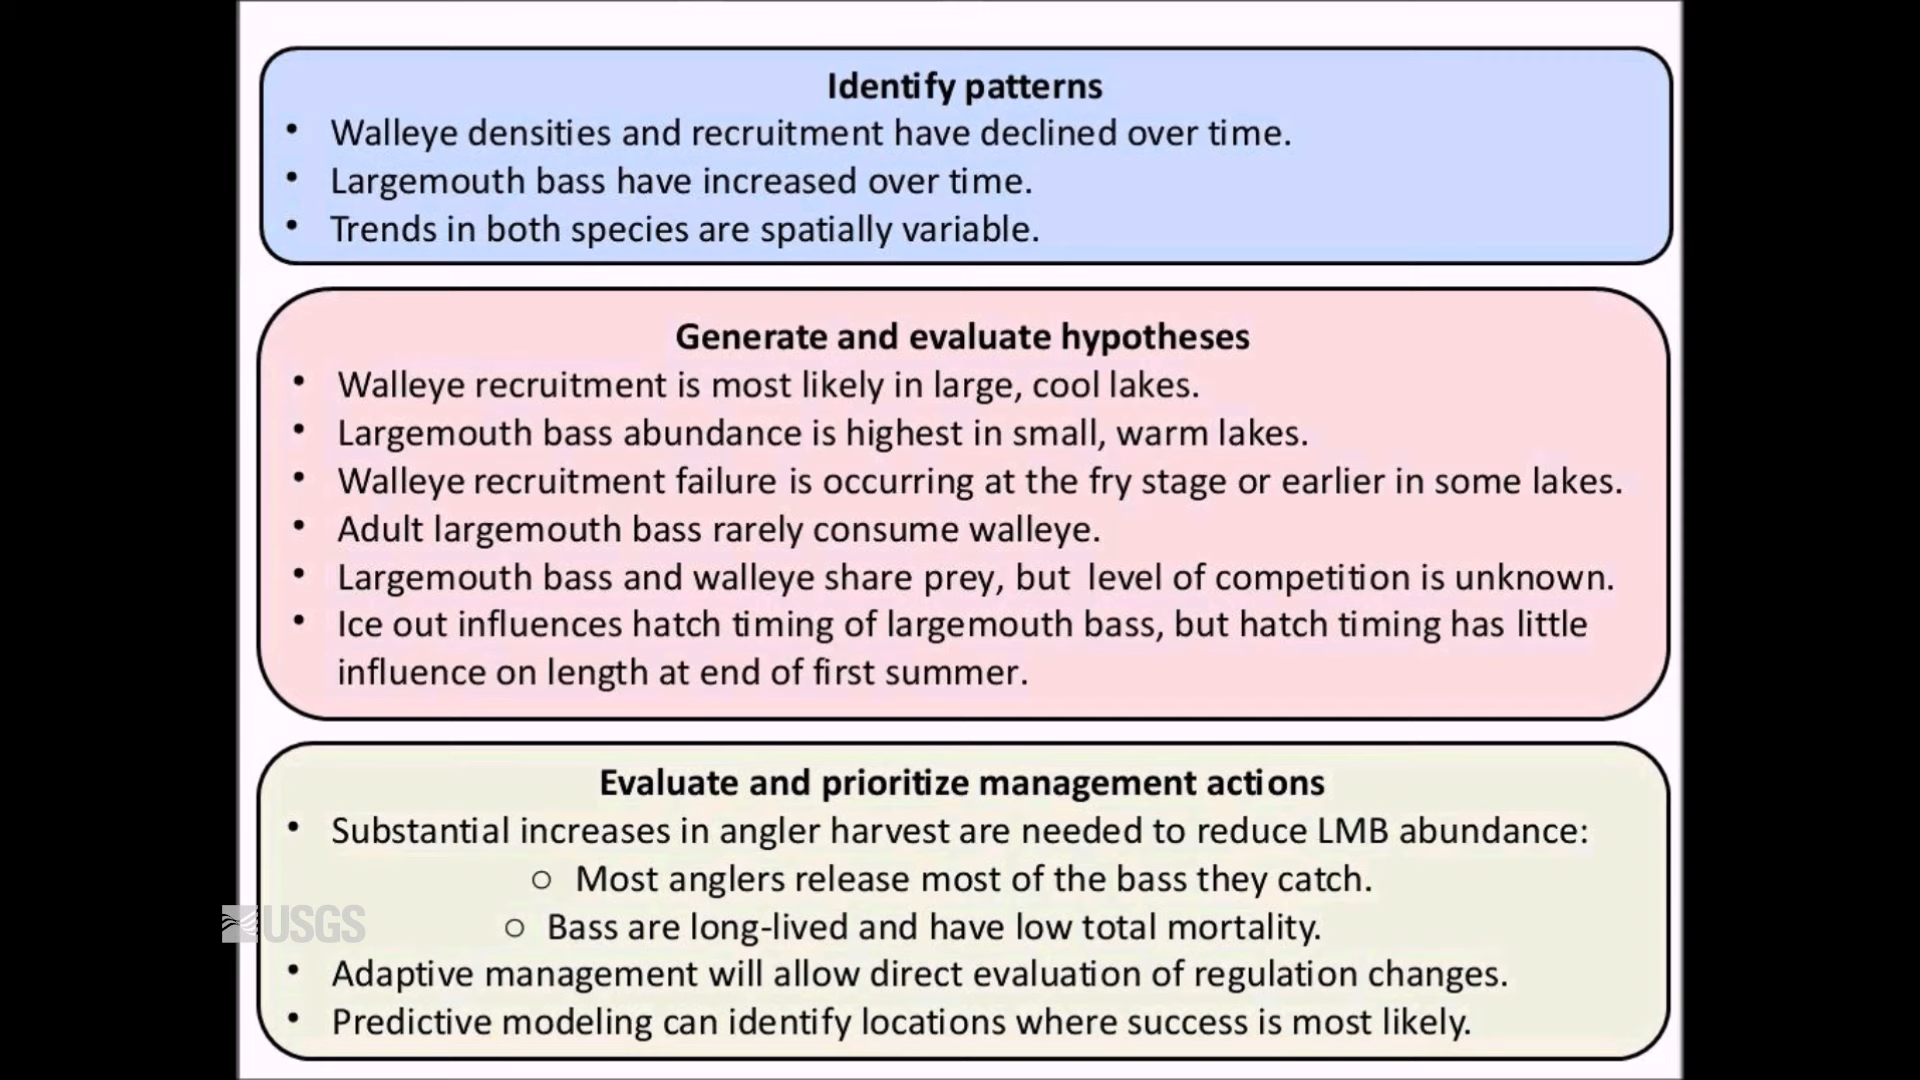 Identify patterns
• Walleye densities and recruitment have declined over time.
• Largemouth bass have increased over time.
• Trends in both species are spatially variable.
Generate and evaluate hypotheses
• Walleye recruitment is most likely in large, cool lakes.
• Largemouth bass abundance is highest in small, warm lakes.
• Walleye recruitment failure is occurring at the fry stage or earlier in some lakes.
• Adult largemouth bass rarely consume walleye.
• Largemouth bass and walleye share prey, but level of competition is unknown.
• Ice out influences hatch timing of largemouth bass, but hatch timing has little
influence on length at end of first summer.
Evaluate and prioritize management actions
• Substantial increases in angler harvest are needed to reduce LMB abundance:
○ Most anglers release most of the bass they catch.
○ Bass are long-lived and have low total mortality.
• Adaptive management will allow direct evaluation of regulation changes.
• Predictive modeling can identify locations where success is most likely.
USGS